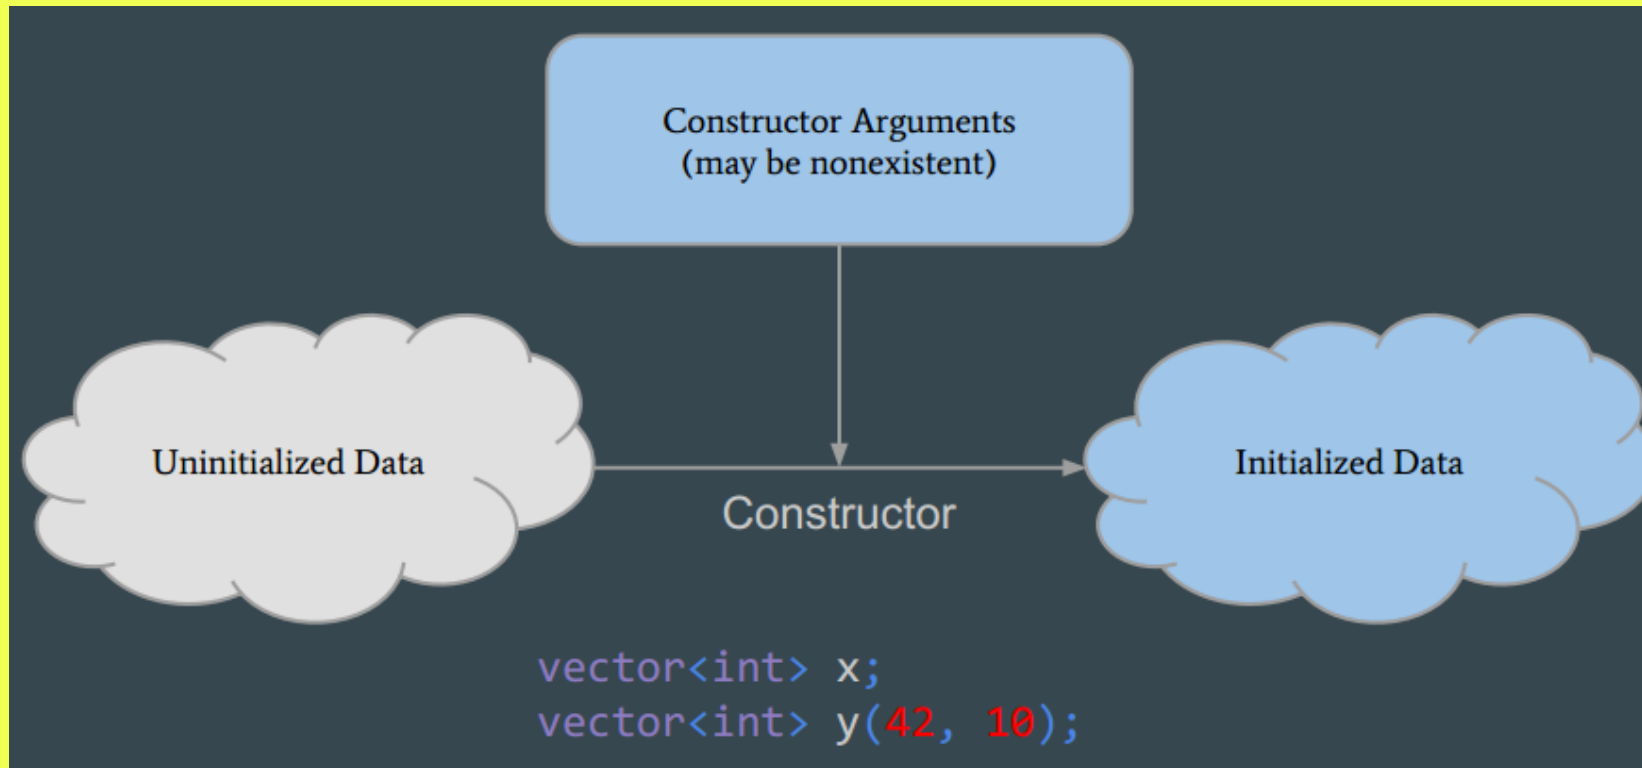 Constructor Arguments
(may be nonexistent)
Uninitialized Data
Initialized Data
Constructor
vector<int> x;
vector<int> y(42, 10);